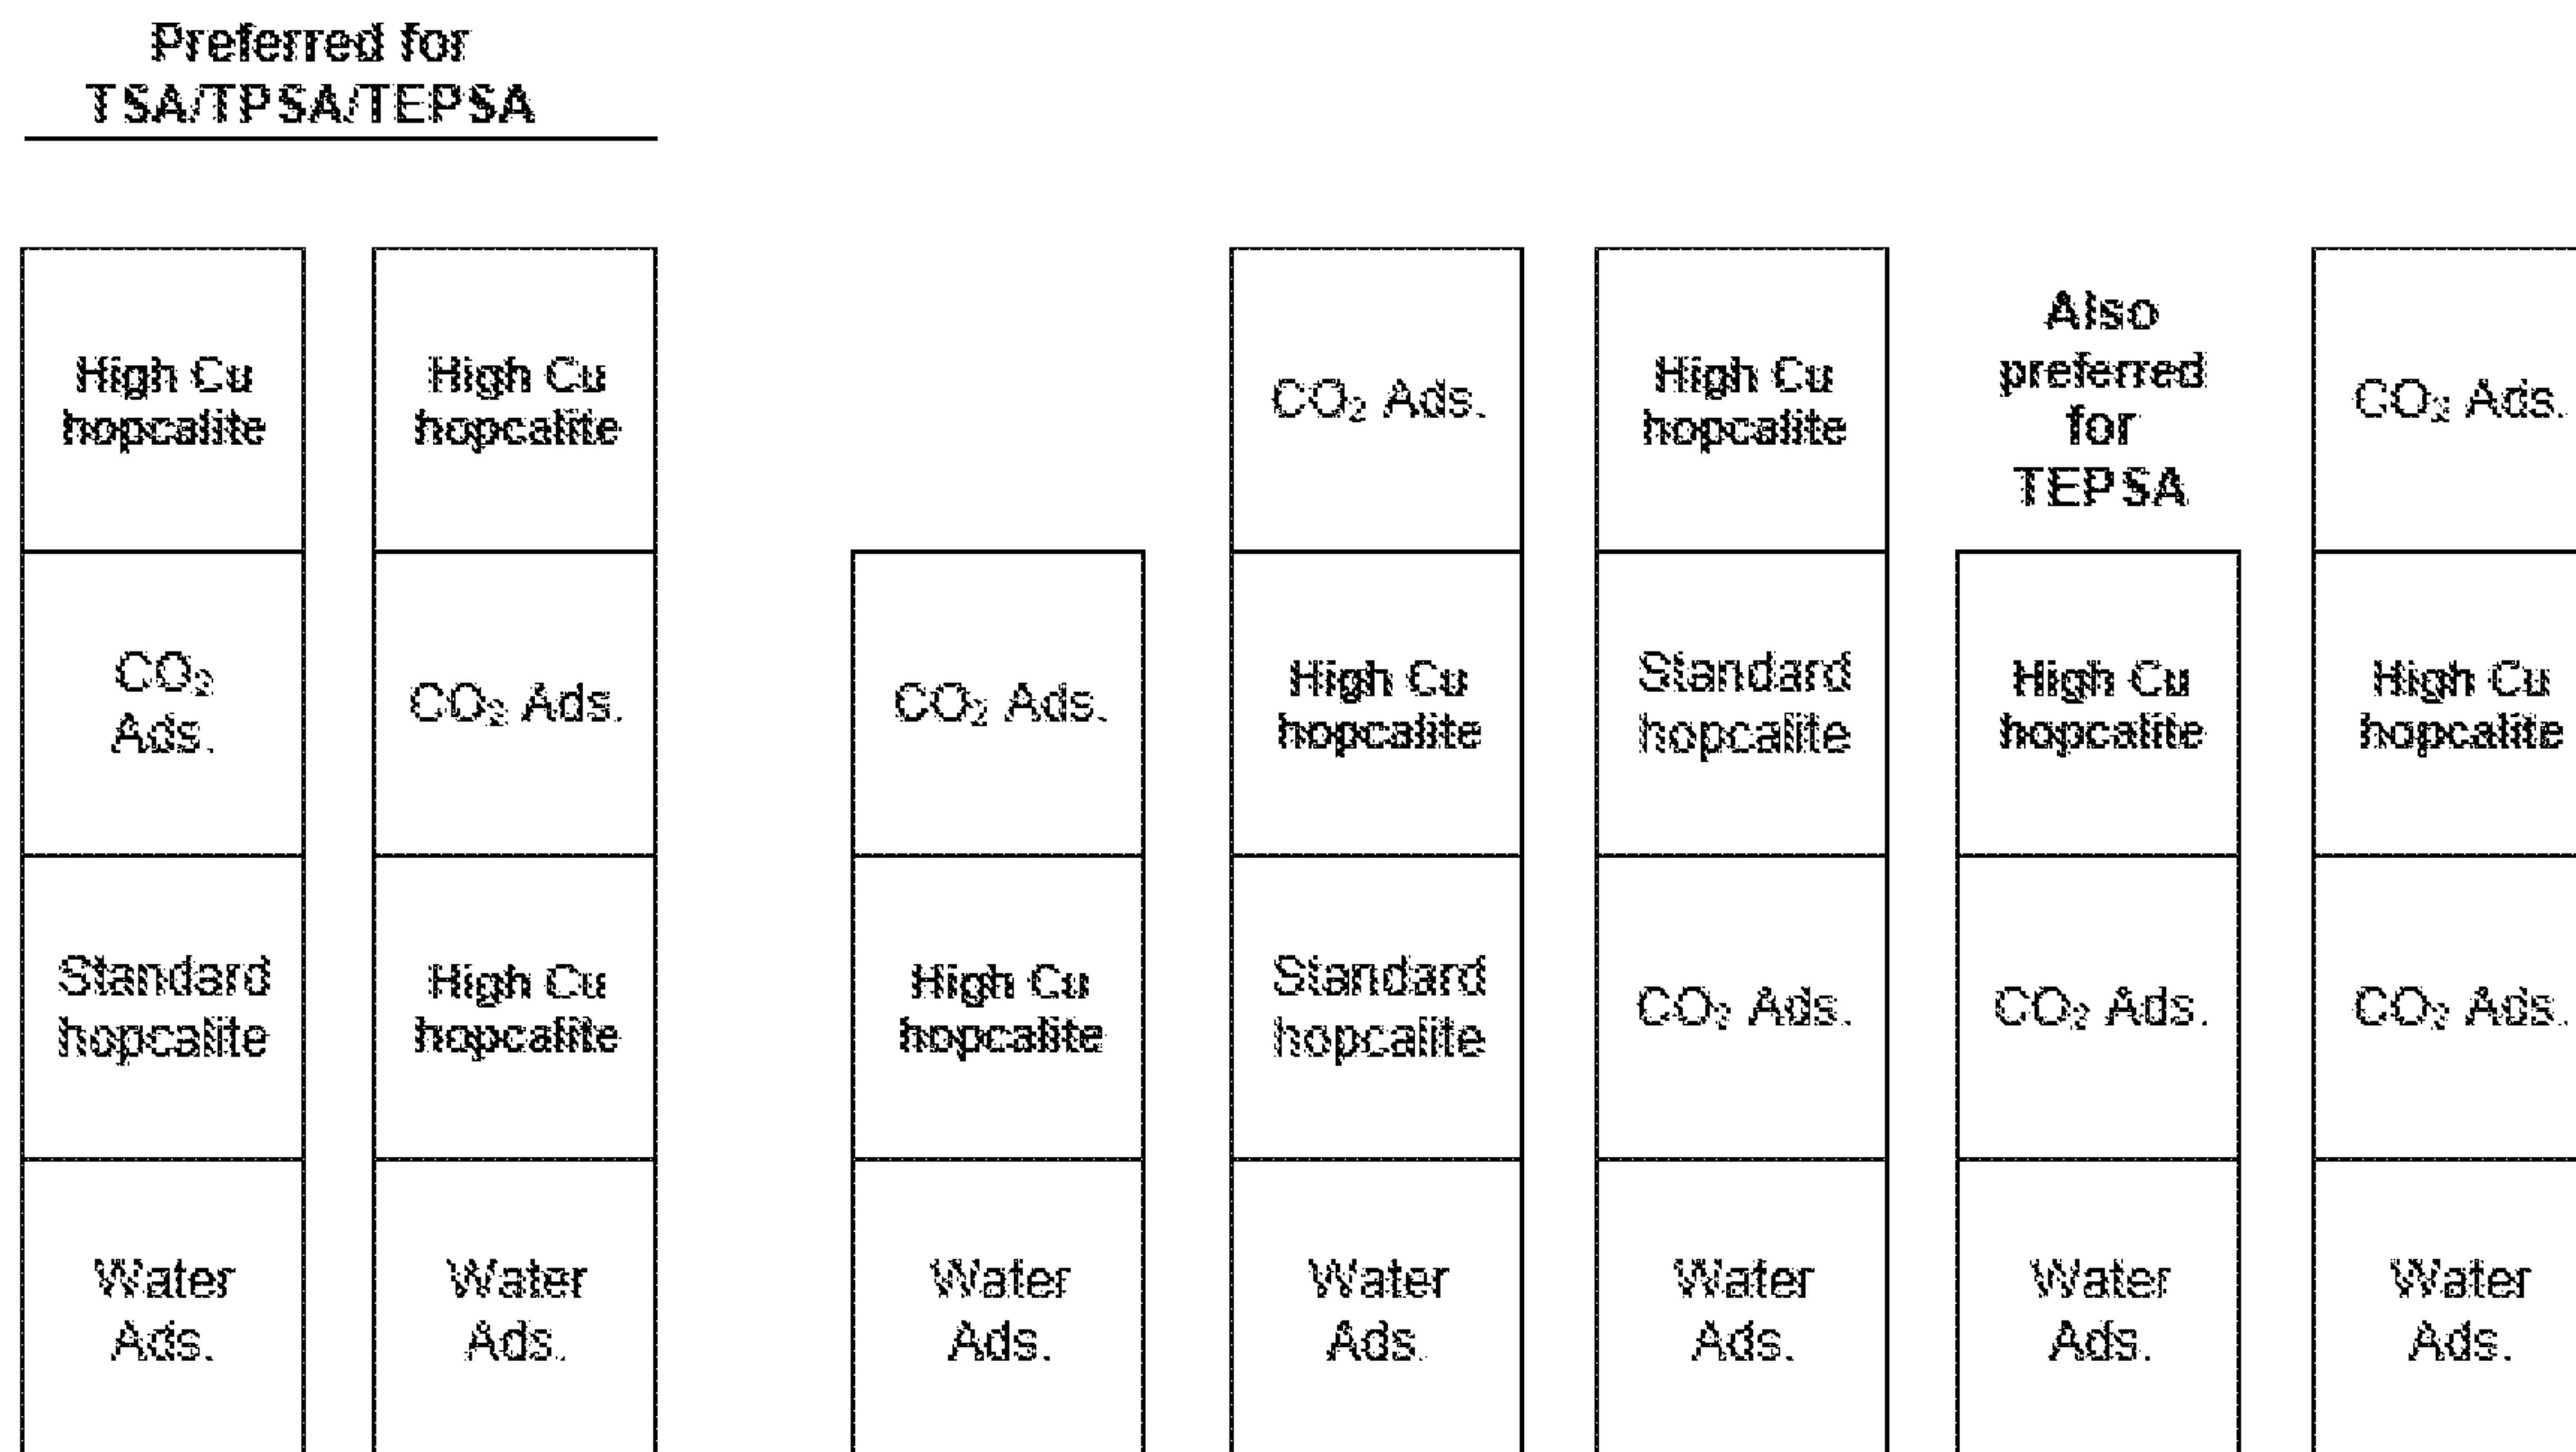 Preferred for
TSA/TPSA/TEPSA
High Cu
hopcalite
CO₂
Ads.
Standard
hopcalite
Water
Ads.
High Cu
hopcalite
CO₂ Ads.
High Cu
hopcalite
Water
Ads.
CO₂ Ads.
High Cu
hopcalite
Water
Ads.
CO₂ Ads.
High Cu
hopcalite
Standard
hopcalite
Water
Ads.
High Cu
hopcalite
Standard
hopcalite
CO₂ Ads.
Water
Ads.
Also
preferred
for
TEPSA
High Cu
hopcalite
CO₂ Ads.
Water
Ads.
CO₂ Ads.
High Cu
hopcalite
CO₂ Ads.
Water
Ads.